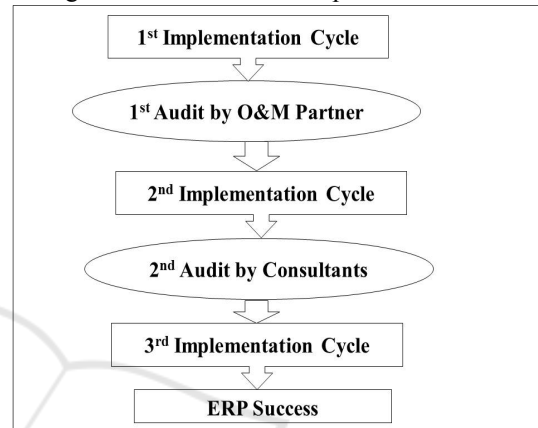 1st Implementation Cycle
1st Audit by O&M Partner
2nd Implementation Cycle
2nd Audit by Consultants
3rd Implementation Cycle
ERP Success